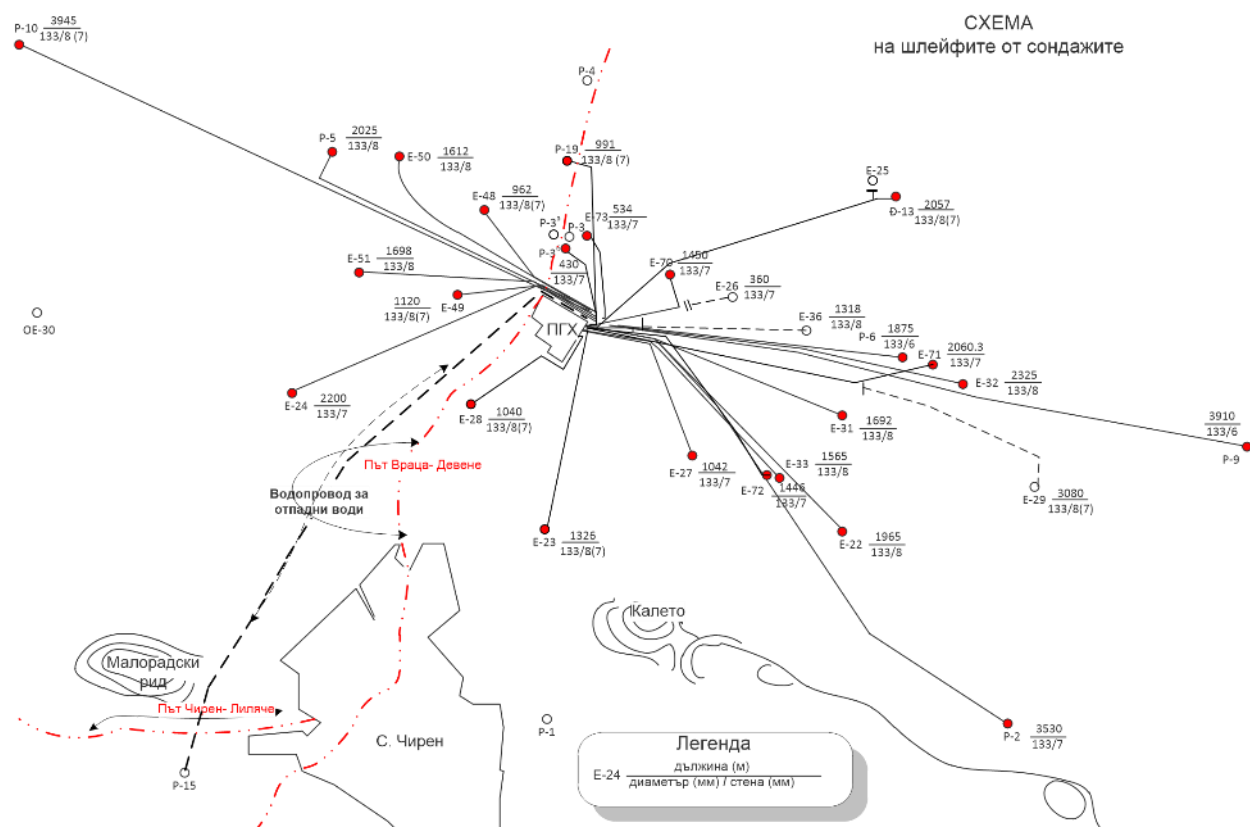 СХЕМА
на шлейфите от сондажите
Р-10 3945
133/8 (7)
Р-4
Р-5 2025
133/8
Е-50 1612
133/8
Р-19 991
133/8 (7)
Е-25
Е-48 962
133/8(7)
Е-73 534
133/7
Đ-13 2057
133/8(7)
Р-3
Р-3
Р-3
430
133/7
Е-51 1698
133/8
Е-70 1450
133/7
Е-26 360
133/7
1120
133/8(7)
Е-49
ОЕ-30
ПГХ
Е-36 1318
133/8
Р-6 1875
133/6
Е-71 2060.3
133/7
Е-32 2325
133/8
Е-24 2200
133/7
Е-28 1040
133/8(7)
Е-31 1692
133/8
3910
133/6
Р-9
Път Враца- Девене
Е-27 1042
133/7
Е-33 1565
133/8
Е-72 1446
133/7
Е-29 3080
133/8(7)
Водопровод за
отпадни води
Е-23 1326
133/8(7)
Е-22 1965
133/8
Калето
Малорадски
рид
Път Чирен- Лиляче
С. Чирен
Р-1
Р-2 3530
133/7
Р-15
Легенда
Е-24 дължина (м)
диаметър (мм) / стена (мм)